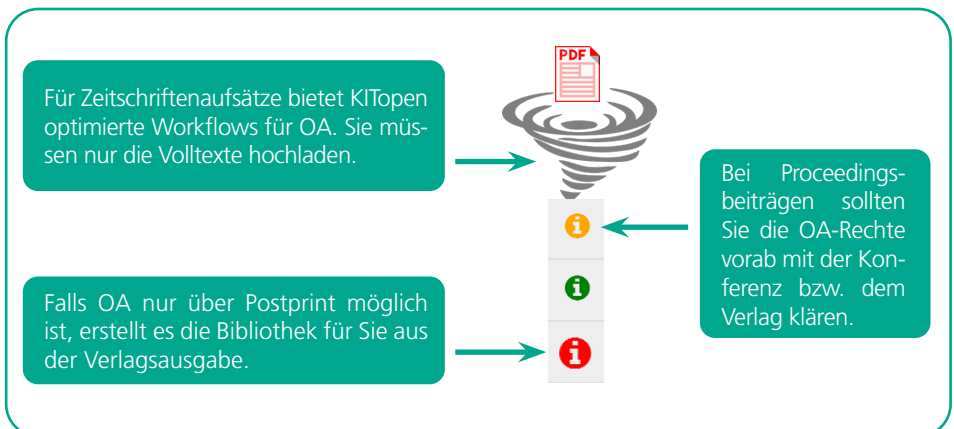 PDF
Für Zeitschriftenaufsätze bietet KITopen
optimierte Workflows für OA. Sie müs-
sen nur die Volltexte hochladen.
Bei Proceedings-
beiträgen sollten
Sie die OA-Rechte
vorab mit der Kon-
ferenz bzw. dem
Verlag klären.
i
i
i
Falls OA nur über Postprint möglich
ist, erstellt es die Bibliothek für Sie aus
der Verlagsausgabe.